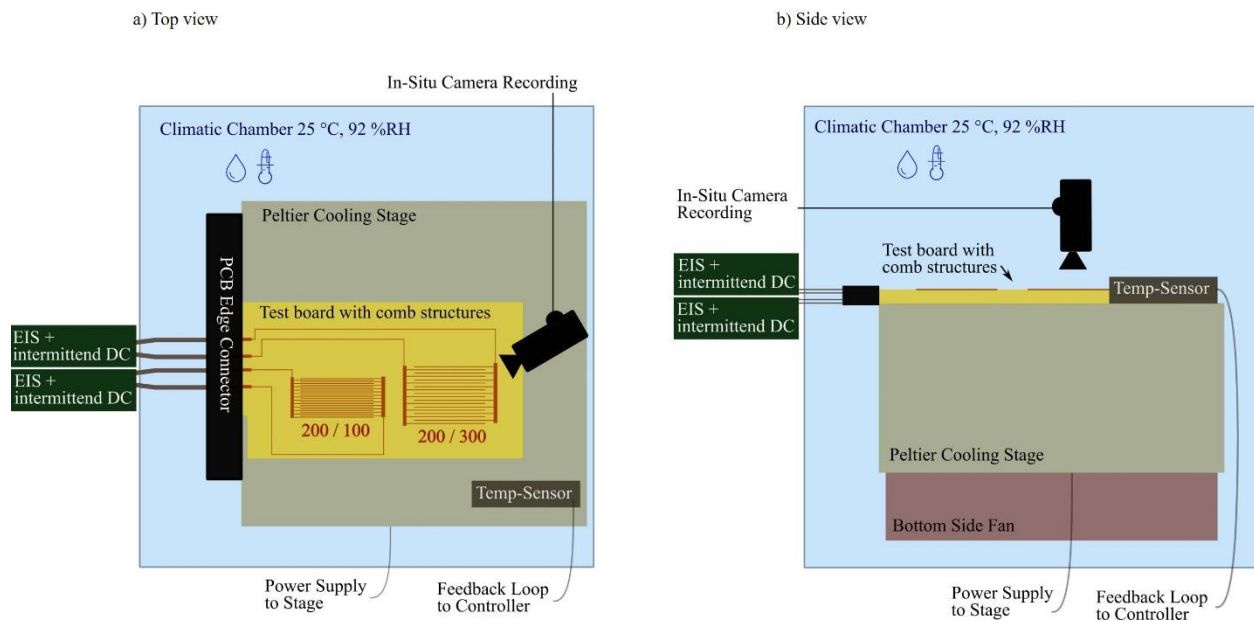 a) Top view
In-Situ Camera Recording
Climatic Chamber 25 °C, 92 %RH
Peltier Cooling Stage
PCB Edge Connector
Test board with comb structures
EIS +
intermittend DC
EIS +
intermittend DC
200 / 100
200 / 300
Temp-Sensor
Power Supply
to Stage
Feedback Loop
to Controller
b) Side view
Climatic Chamber 25 °C, 92 %RH
In-Situ Camera
Recording
Test board with
comb structures
EIS +
intermittend DC
EIS +
intermittend DC
Temp-Sensor
Peltier Cooling Stage
Bottom Side Fan
Power Supply
to Stage
Feedback Loop
to Controller